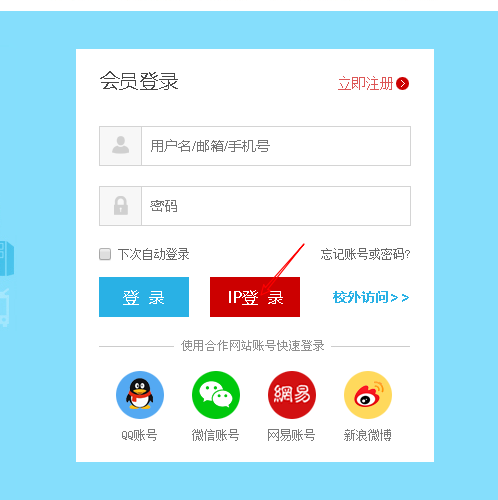 会员登录
立即注册
用户名/邮箱/手机号
密码
下次自动登录
忘记账号或密码?
登 录
IP登 录
校外访问>>
使用合作网站账号快速登录
網易
QQ账号
微信账号
网易账号
新浪微博